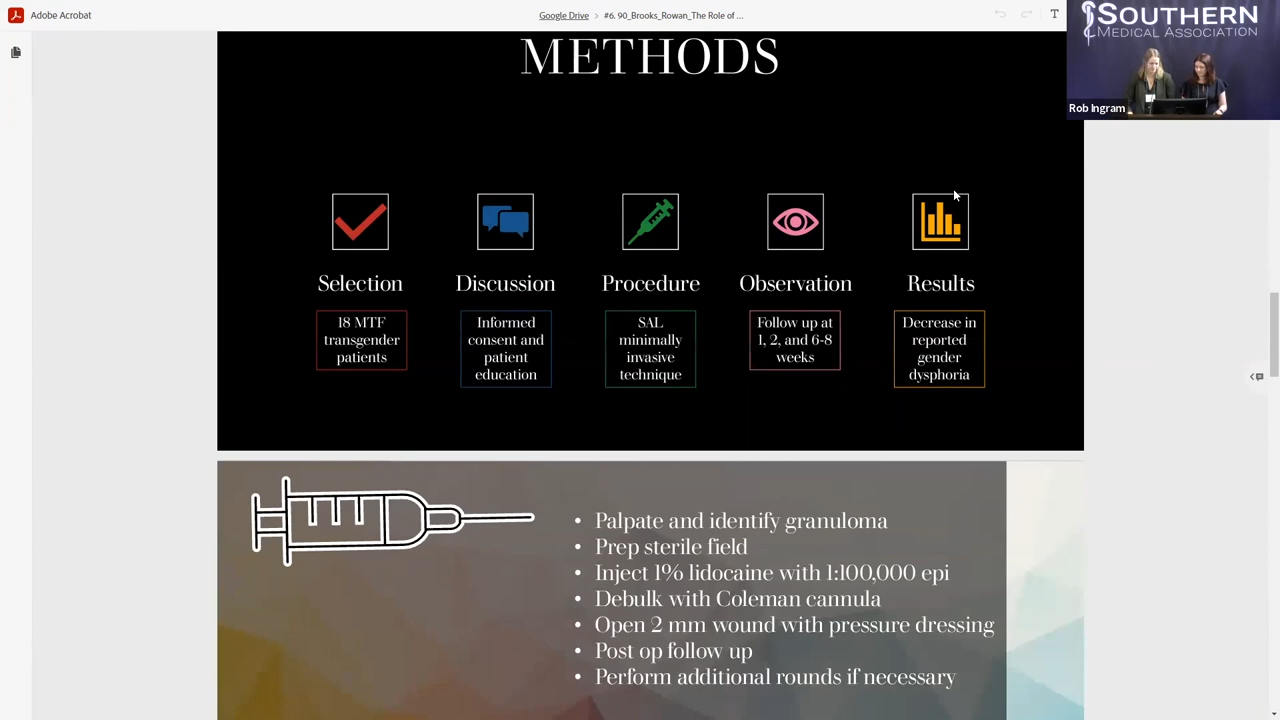 Adobe Acrobat
Google Drive > #6. 90_Brooks_Rowan_The Role of ...
T
SOUTHERN
MEDICAL ASSOCIATION
Rob Ingram
METHODS
Selection
18 MTF
transgender
patients
Discussion
Informed
consent and
patient
education
Procedure
SAL
minimally
invasive
technique
Observation
Follow up at
1, 2, and 6-8
weeks
Results
Decrease in
reported
gender
dysphoria
• Palpate and identify granuloma
• Prep sterile field
• Inject 1% lidocaine with 1:100,000 epi
• Debulk with Coleman cannula
• Open 2 mm wound with pressure dressing
• Post op follow up
• Perform additional rounds if necessary